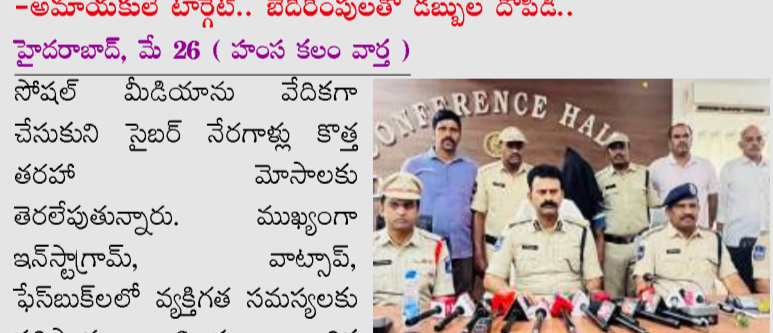 -అమాయకులే టార్గెట్.. బెదిరింపులతో డబ్బుల దోపిడీ..
హైదరాబాద్, మే 26 ( హంస కలం వార్త )
సోషల్ మీడియాను వేదికగా
చేసుకుని సైబర్ నేరగాళ్లు కొత్త
తరహా మోసాలకు
తెరలేపుతున్నారు. ముఖ్యంగా
ఇన్‌స్టాగ్రామ్, వాట్సాప్,
ఫేస్‌బుక్‌లలో వ్యక్తిగత సమస్యలకు
CONFERENCE HALL